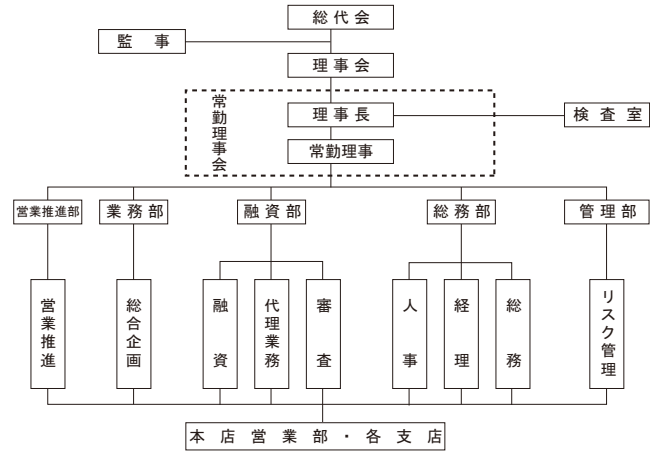 総代会
監事
理事会
常勤理事会
理事長
検査室
常勤理事
営業推進部
業務部
融資部
総務部
管理部
営業推進
総合企画
融資
代理業務
審査
人事
経理
総務
リスク管理
本店営業部・各支店